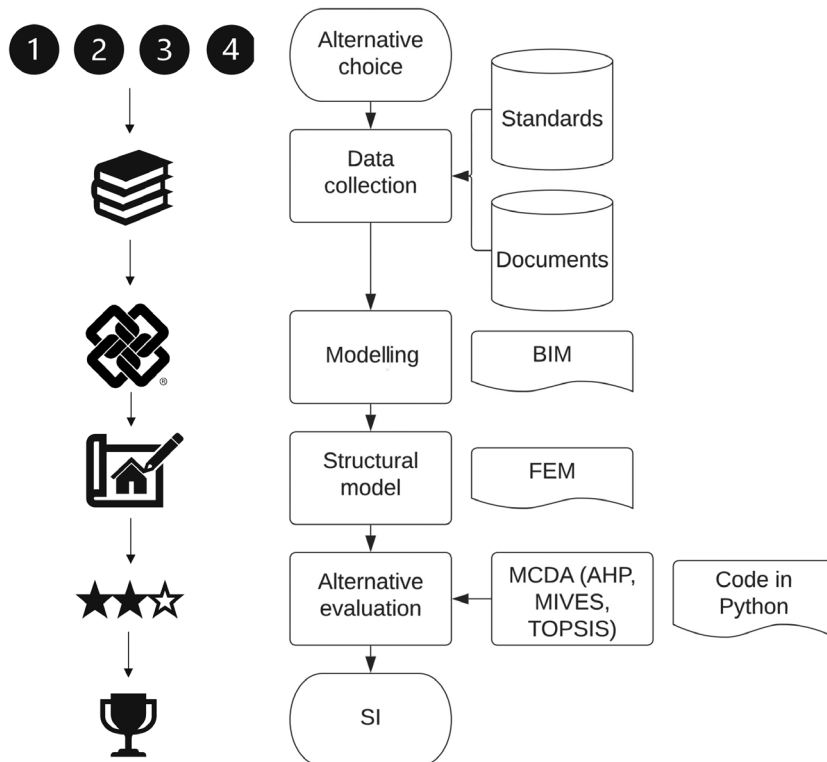 1 2 3 4
Alternative
choice
Standards
Data
collection
Documents
Modelling
BIM
®
Structural
model
FEM
Alternative
evaluation
MCDA (AHP,
MIVES,
TOPSIS)
Code in
Python
SI